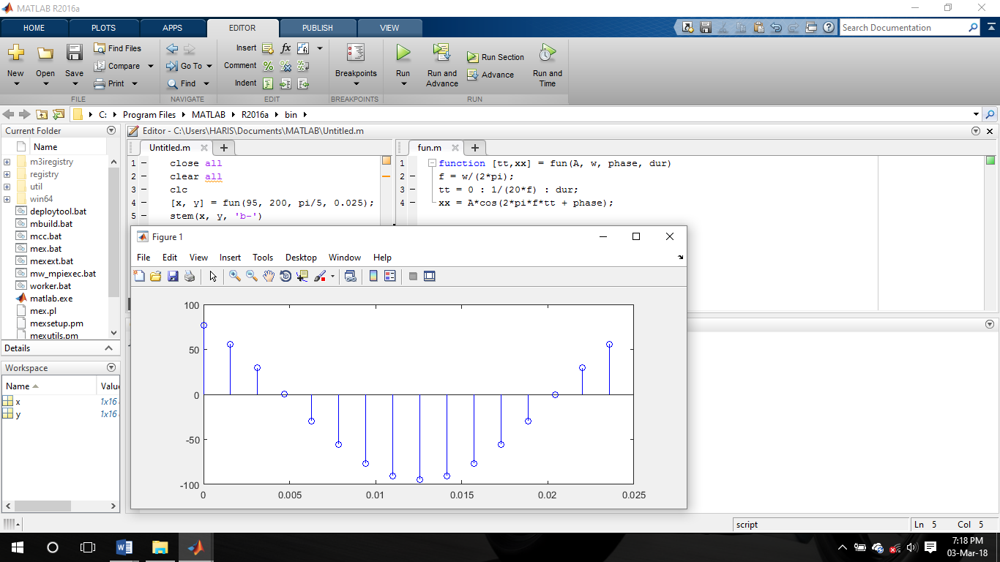 MATLAB R2016a
HOME PLOTS APPS EDITOR PUBLISH VIEW
Search Documentation
New Open Save Find Files Compare Print
Go To Find
Insert fx
Comment
Indent
Breakpoints
Run Run and Advance Run Section Advance Run and Time
FILE NAVIGATE EDIT BREAKPOINTS RUN
C: Program Files MATLAB R2016a bin
Current Folder
Name
m3iregistry
registry
util
win64
deploytool.bat
mbuild.bat
mcc.bat
mex.bat
mexext.bat
mw_mpiexec.bat
worker.bat
matlab.exe
mex.pl
mexsetup.pm
mexutils.pm
Details
Workspace
Name Value
x 1x16
y 1x16
Editor - C:\Users\HARIS\Documents\MATLAB\Untitled.m
Untitled.m
1 close all
2 clear all
3 clc
4 [x, y] = fun(95, 200, pi/5, 0.025);
5 stem(x, y, 'b-')
fun.m
1 function [tt,xx] = fun(A, w, phase, dur)
2 f = w/(2*pi);
3 tt = 0 : 1/(20*f) : dur;
4 xx = A*cos(2*pi*f*tt + phase);
Figure 1
File Edit View Insert Tools Desktop Window Help
100
50
0
-50
-100
0 0.005 0.01 0.015 0.02 0.025
script
Ln 5 Col 5
7:18 PM
03-Mar-18